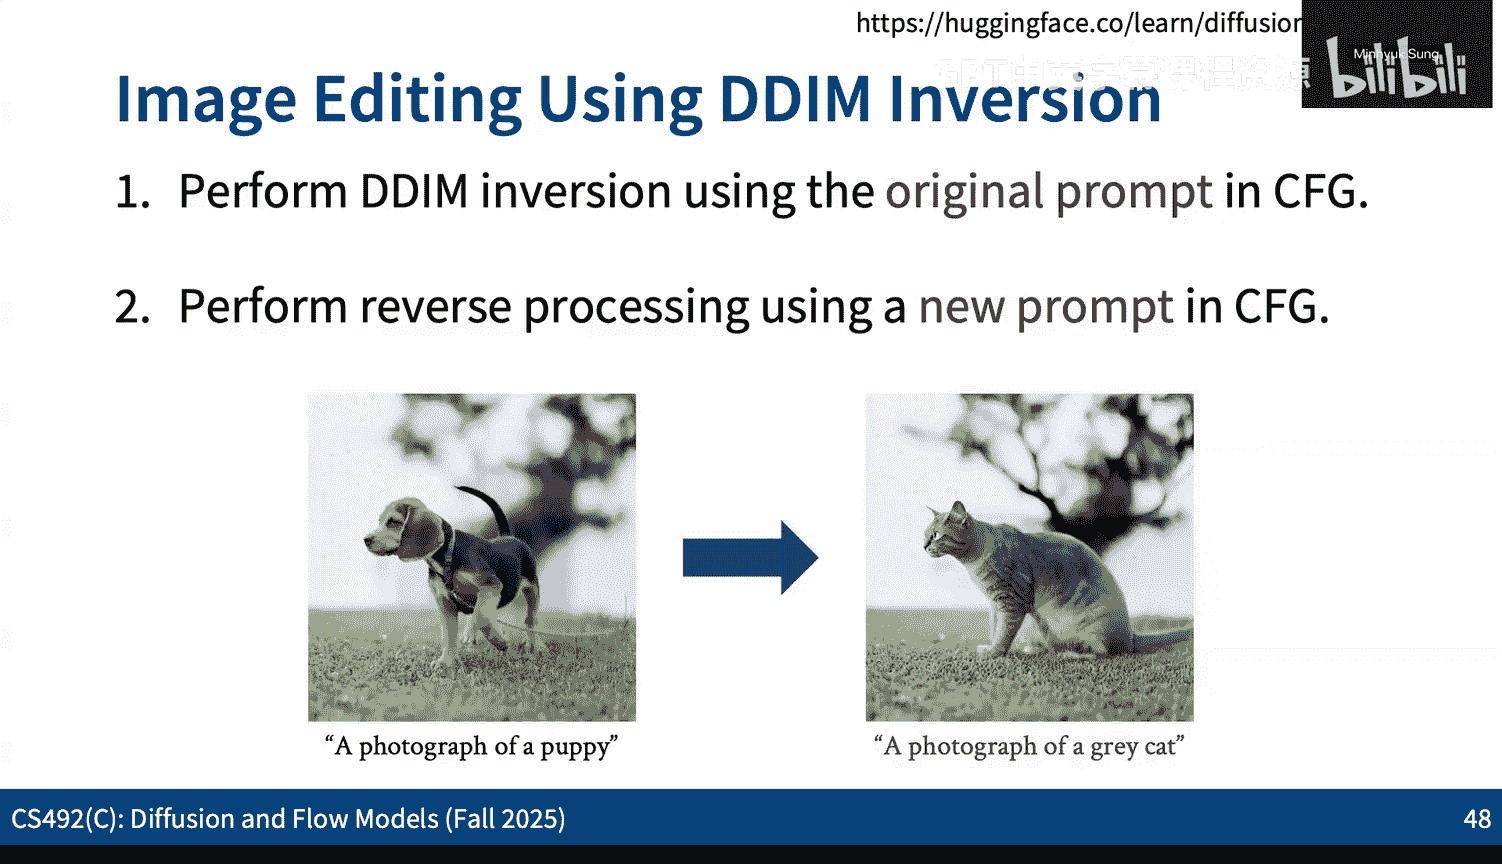 https://huggingface.co/learn/diffusion
Minhyuk Sung
bilibili
Image Editing Using DDIM Inversion
1. Perform DDIM inversion using the original prompt in CFG.
2. Perform reverse processing using a new prompt in CFG.
“A photograph of a puppy”
“A photograph of a grey cat”
CS492(C): Diffusion and Flow Models (Fall 2025)
48